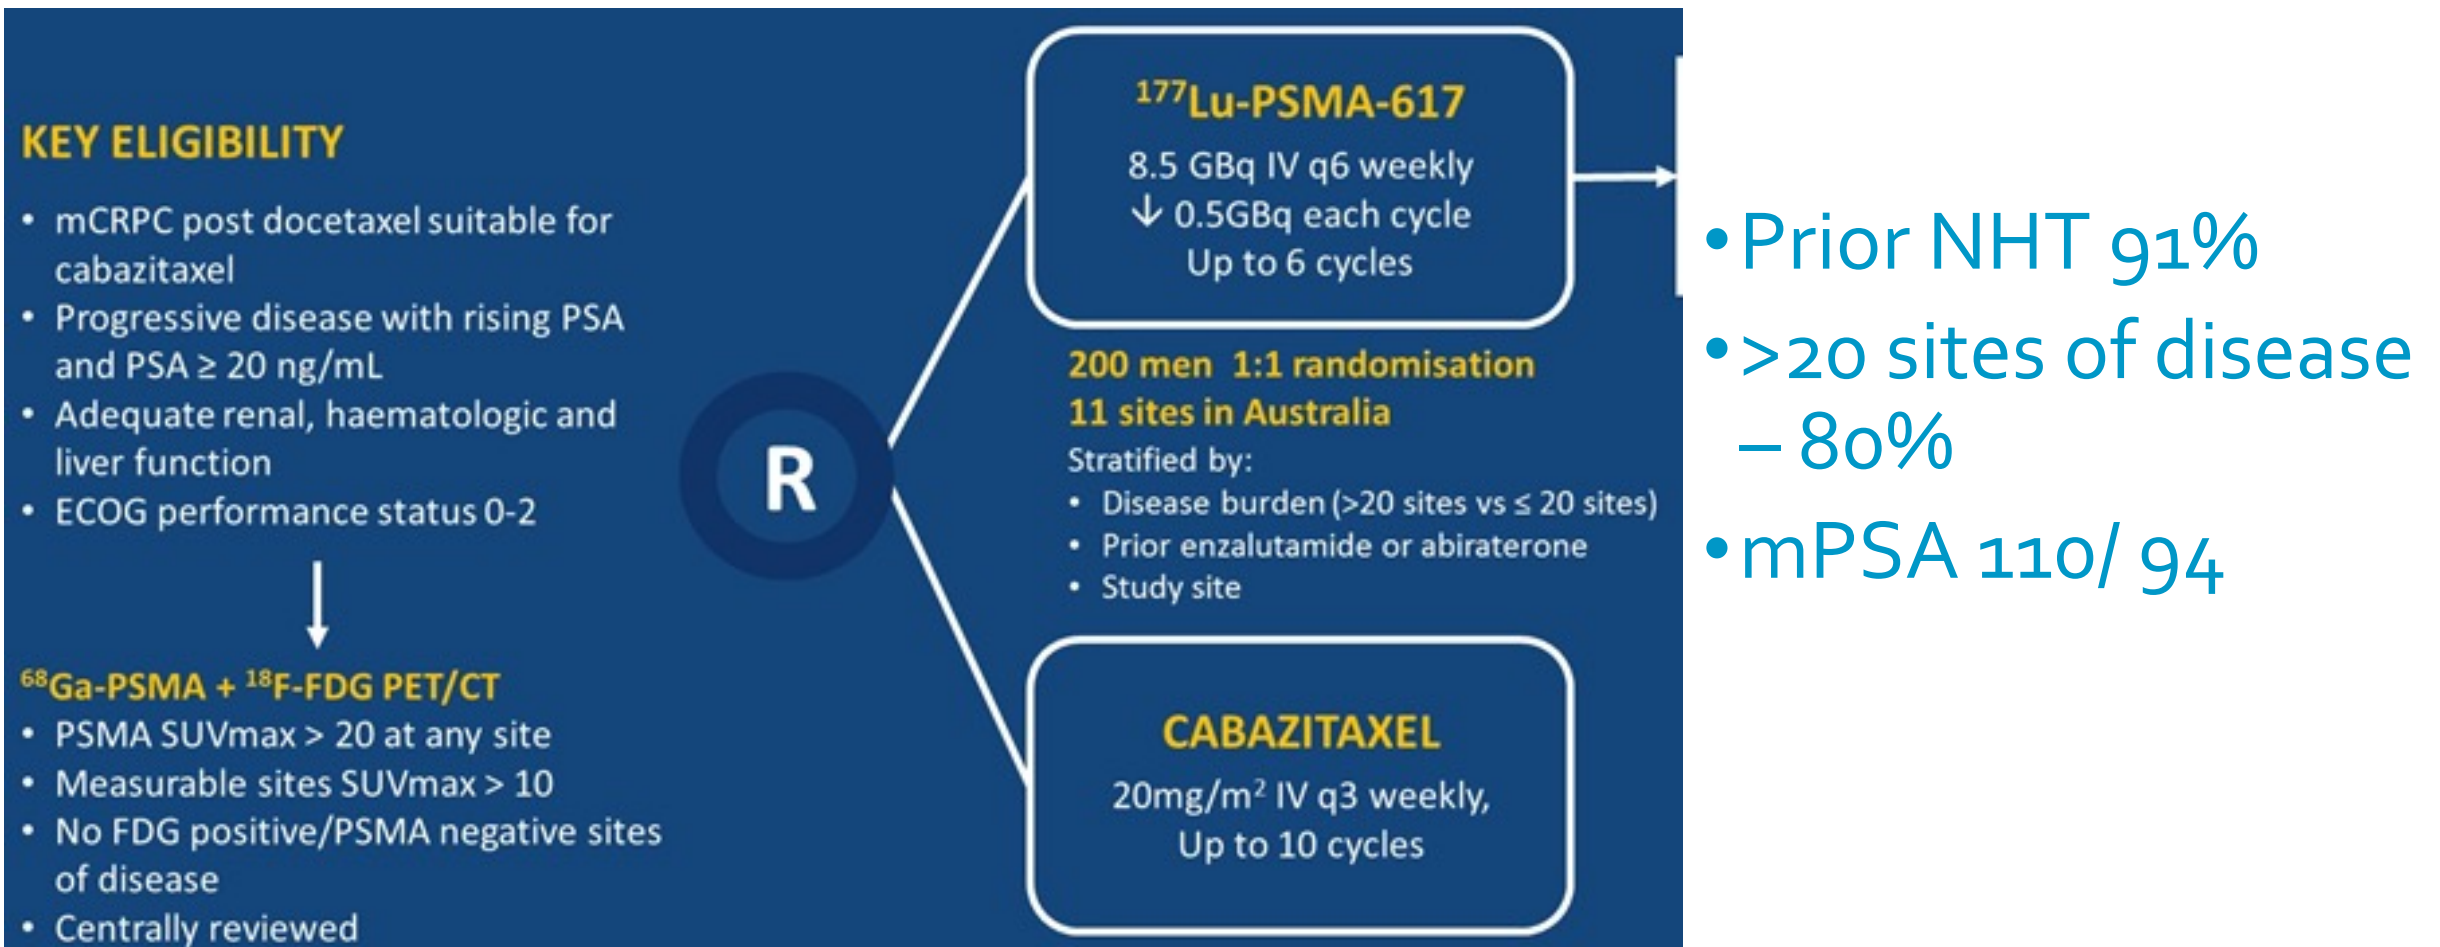 KEY ELIGIBILITY
• mCRPC post docetaxel suitable for
cabazitaxel
• Progressive disease with rising PSA
and PSA ≥ 20 ng/mL
• Adequate renal, haematologic and
liver function
• ECOG performance status 0-2
⁶⁸Ga-PSMA + ¹⁸F-FDG PET/CT
• PSMA SUVmax > 20 at any site
• Measurable sites SUVmax > 10
• No FDG positive/PSMA negative sites
of disease
• Centrally reviewed
R
¹⁷⁷Lu-PSMA-617
8.5 GBq IV q6 weekly
↓ 0.5GBq each cycle
Up to 6 cycles
200 men 1:1 randomisation
11 sites in Australia
Stratified by:
• Disease burden (>20 sites vs ≤ 20 sites)
• Prior enzalutamide or abiraterone
• Study site
CABAZITAXEL
20mg/m² IV q3 weekly,
Up to 10 cycles
• Prior NHT 91%
• >20 sites of disease
– 80%
• mPSA 110/ 94